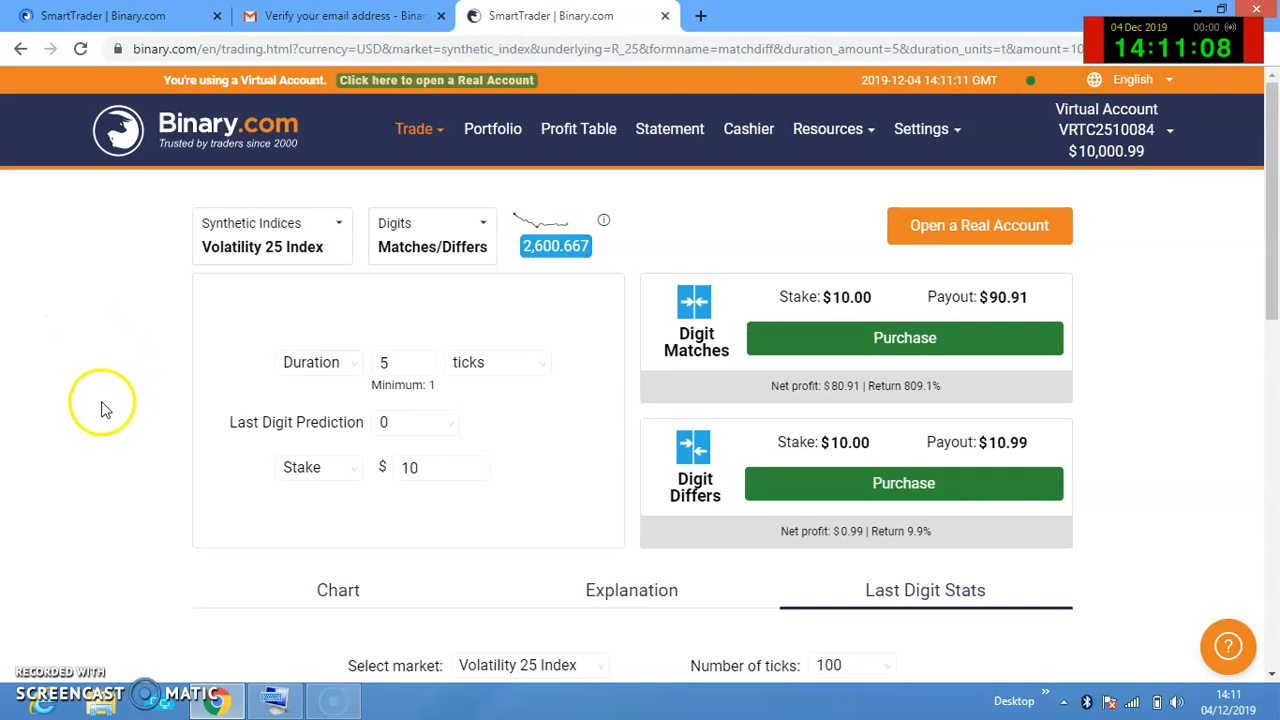 SmartTrader | Binary.com
Verify your email address - Binar
SmartTrader | Binary.com
binary.com/en/trading.html?currency=USD&market=synthetic_index&underlying=R_25&formname=matchdiff&duration_amount=5&duration_units=t&amount=10
04 Dec 2019
00:00
14:11:08
You're using a Virtual Account.
Click here to open a Real Account
2019-12-04 14:11:11 GMT
English
Binary.com
Trusted by traders since 2000
Trade
Portfolio
Profit Table
Statement
Cashier
Resources
Settings
Virtual Account
VRTC2510084
$10,000.99
Synthetic Indices
Volatility 25 Index
Digits
Matches/Differs
2,600.667
Open a Real Account
Duration
5
ticks
Minimum: 1
Last Digit Prediction
0
Stake
$
10
Digit
Matches
Stake: $10.00
Payout: $90.91
Purchase
Net profit: $80.91 | Return 809.1%
Digit
Differs
Stake: $10.00
Payout: $10.99
Purchase
Net profit: $0.99 | Return 9.9%
Chart
Explanation
Last Digit Stats
Select market:
Volatility 25 Index
Number of ticks:
100
RECORDED WITH
SCREENCAST MATIC
Desktop
14:11
04/12/2019